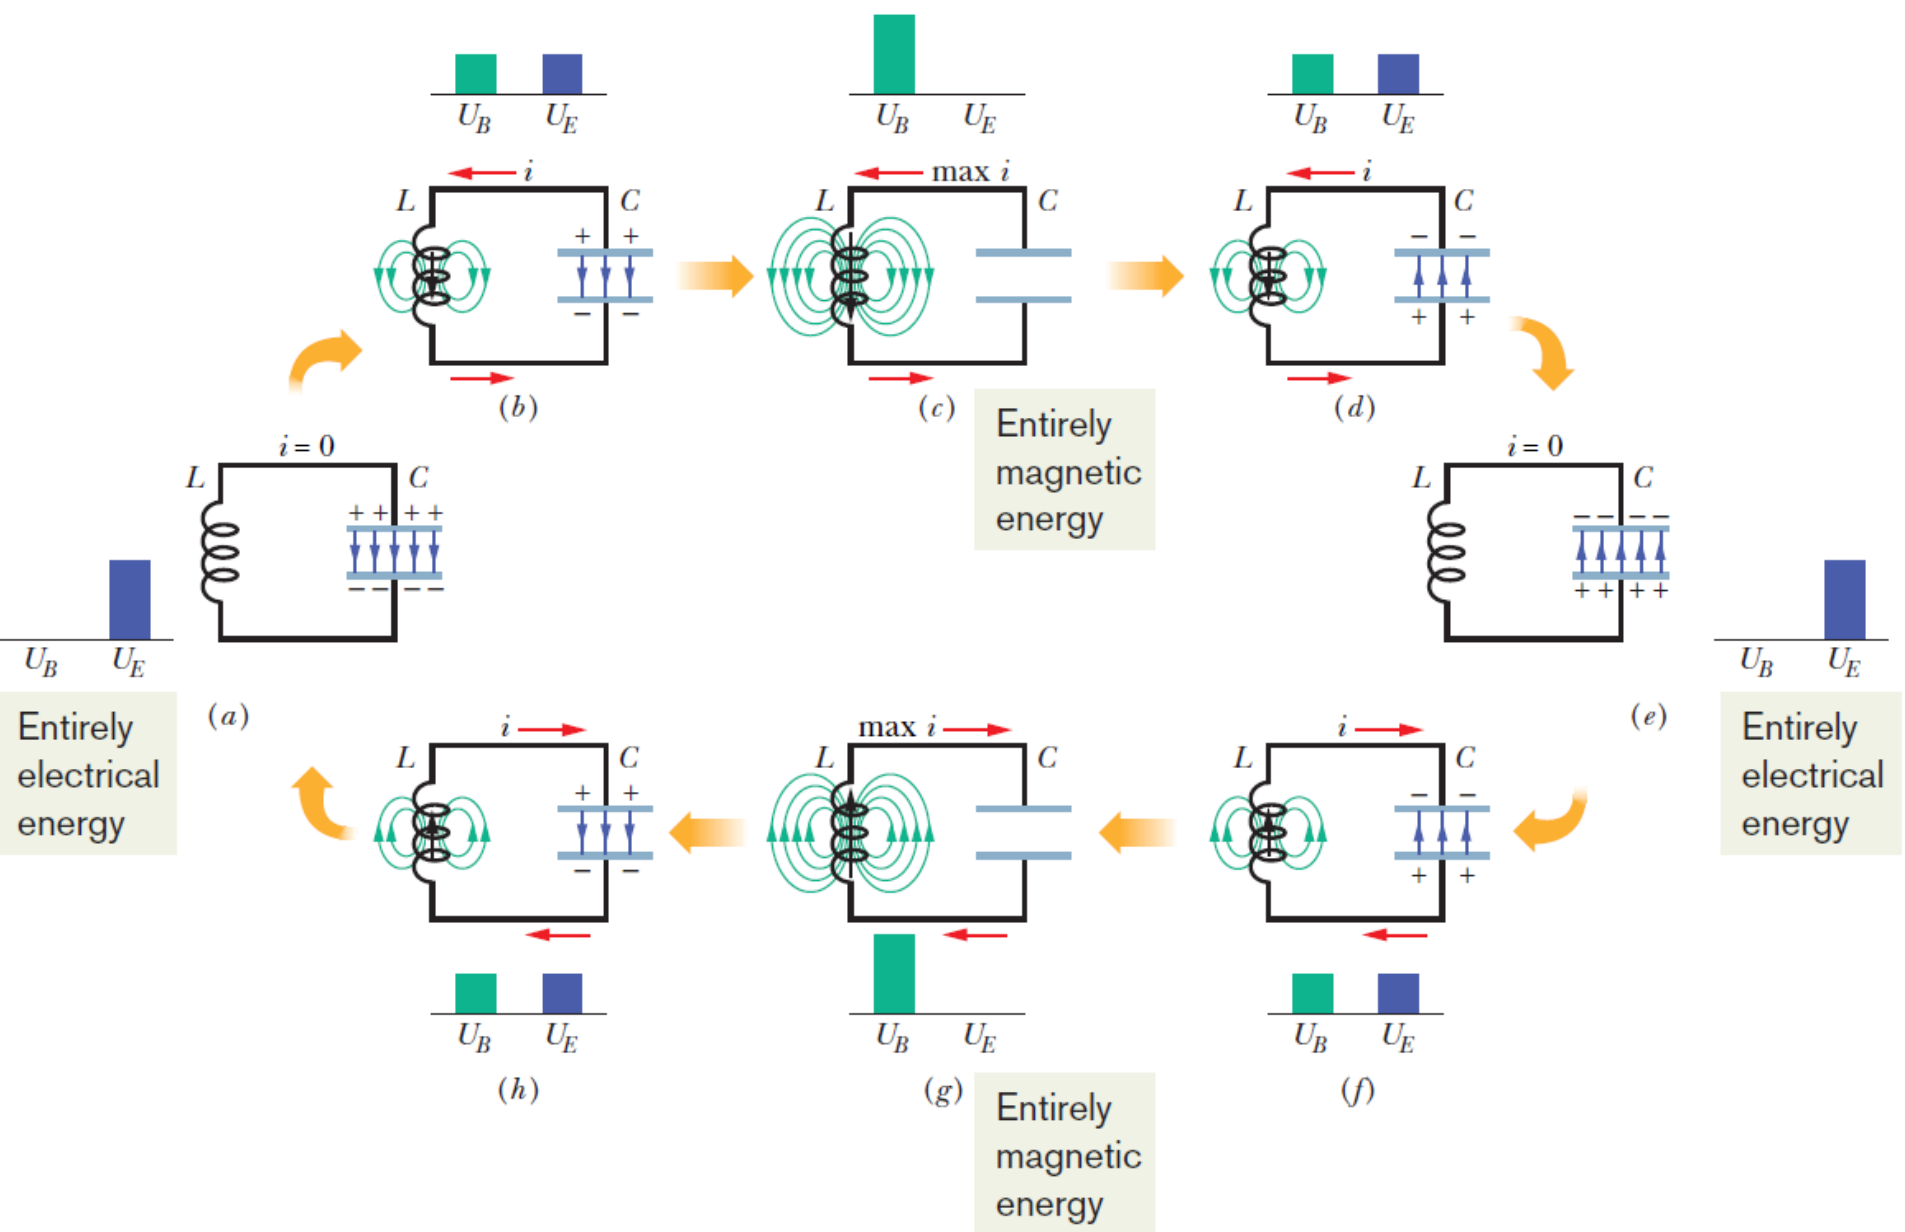 U_B U_E
U_B U_E
U_B U_E
i
max i
i
L C
L C
L C
+ +
− −
− −
+ +
(b)
(c)
(d)
Entirely
magnetic
energy
i = 0
L C
+ + + +
− − − −
U_B U_E
(a)
Entirely
electrical
energy
i = 0
L C
− − − −
+ + + +
U_B U_E
(e)
Entirely
electrical
energy
i
max i
i
L C
L C
L C
+ +
− −
− −
+ +
U_B U_E
U_B U_E
U_B U_E
(h)
(g)
(f)
Entirely
magnetic
energy